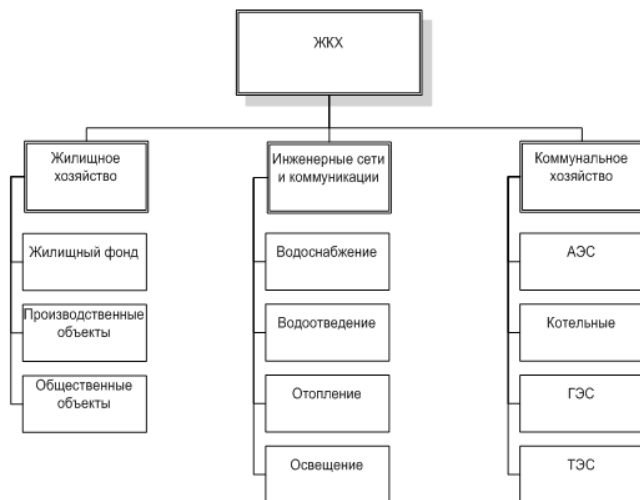 ЖКХ
Жилищное
хозяйство
Инженерные сети
и коммуникации
Коммунальное
хозяйство
Жилищный фонд
Водоснабжение
АЭС
Производственные
объекты
Водоотведение
Котельные
Общественные
объекты
Отопление
ГЭС
Освещение
ТЭС